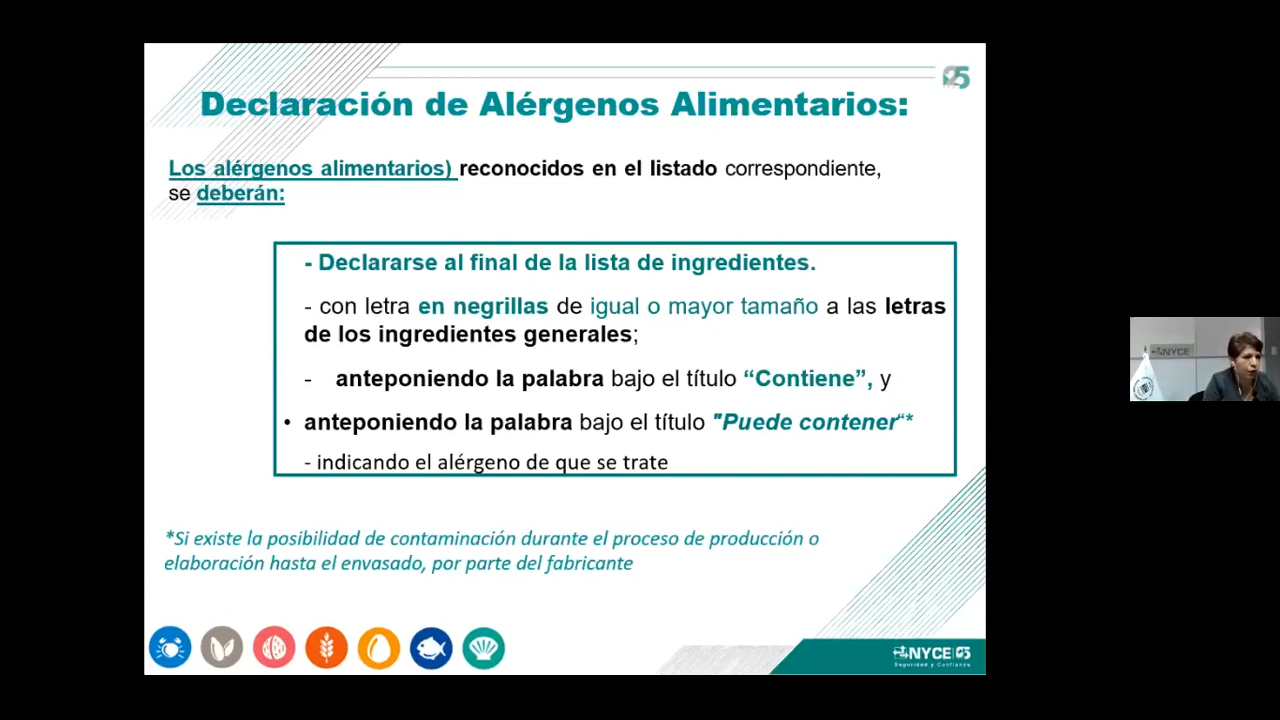 Declaración de Alérgenos Alimentarios:
Los alérgenos alimentarios) reconocidos en el listado correspondiente,
se deberán:
- Declararse al final de la lista de ingredientes.
- con letra en negrillas de igual o mayor tamaño a las letras
de los ingredientes generales;
- anteponiendo la palabra bajo el título “Contiene”, y
• anteponiendo la palabra bajo el título "Puede contener“*
- indicando el alérgeno de que se trate
*Si existe la posibilidad de contaminación durante el proceso de producción o
elaboración hasta el envasado, por parte del fabricante
NYCE
Seguridad y Confianza
NYCE